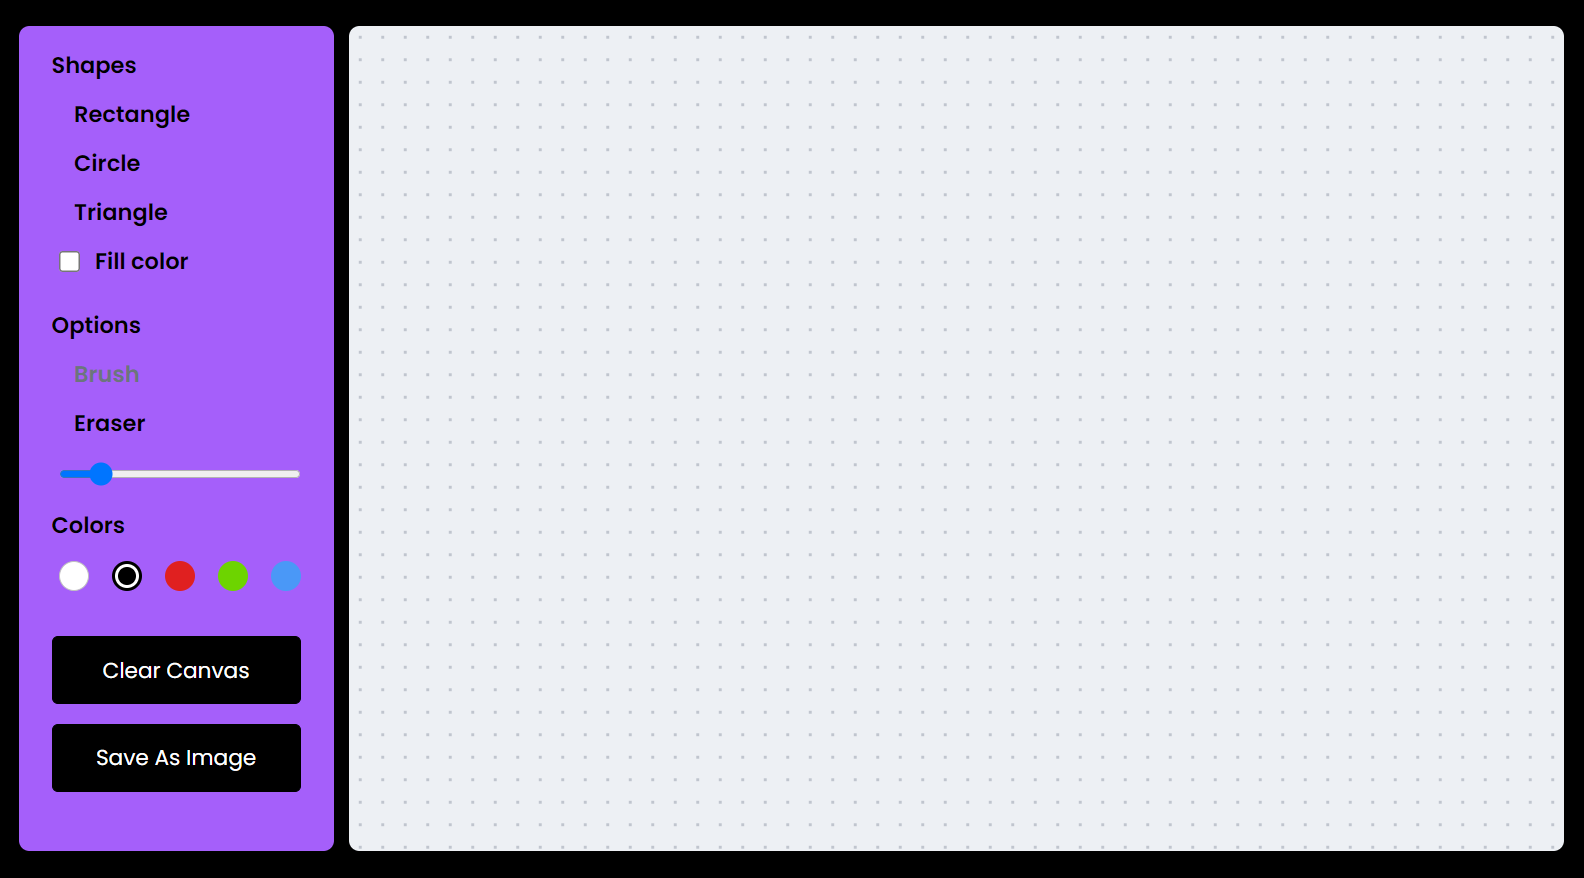 Shapes
Rectangle
Circle
Triangle
Fill color
Options
Brush
Eraser
Colors
Clear Canvas
Save As Image